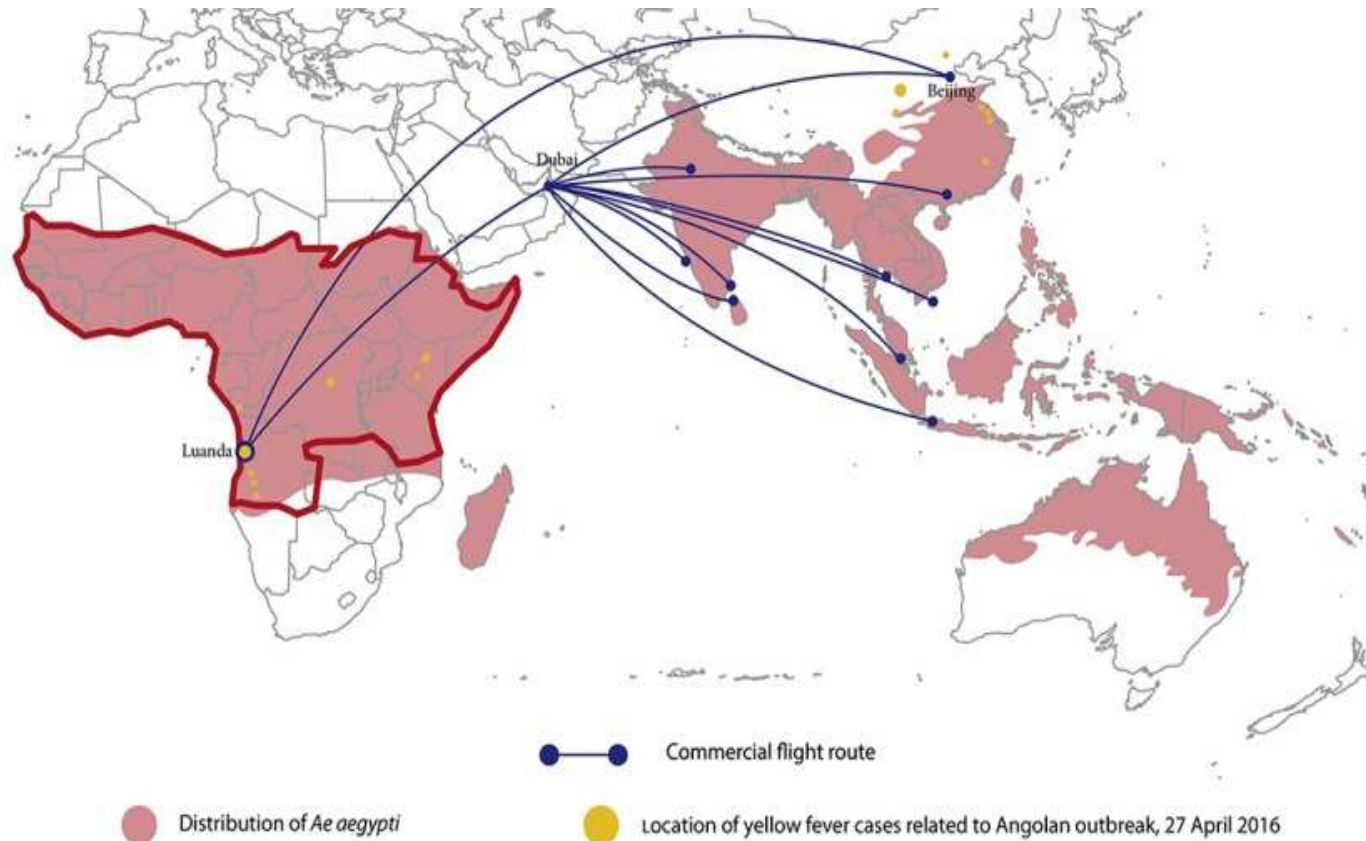 Beijing
Dubai
Luanda
Commercial flight route
Distribution of Ae aegypti
Location of yellow fever cases related to Angolan outbreak, 27 April 2016